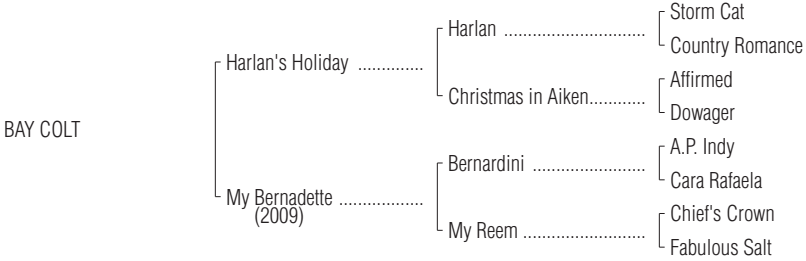 Storm Cat
Harlan ..............................
Country Romance
Harlan's Holiday ..............
Affirmed
Christmas in Aiken............
Dowager
BAY COLT
A.P. Indy
Bernardini ........................
Cara Rafaela
My Bernadette ..................
(2009)
Chief's Crown
My Reem ..........................
Fabulous Salt